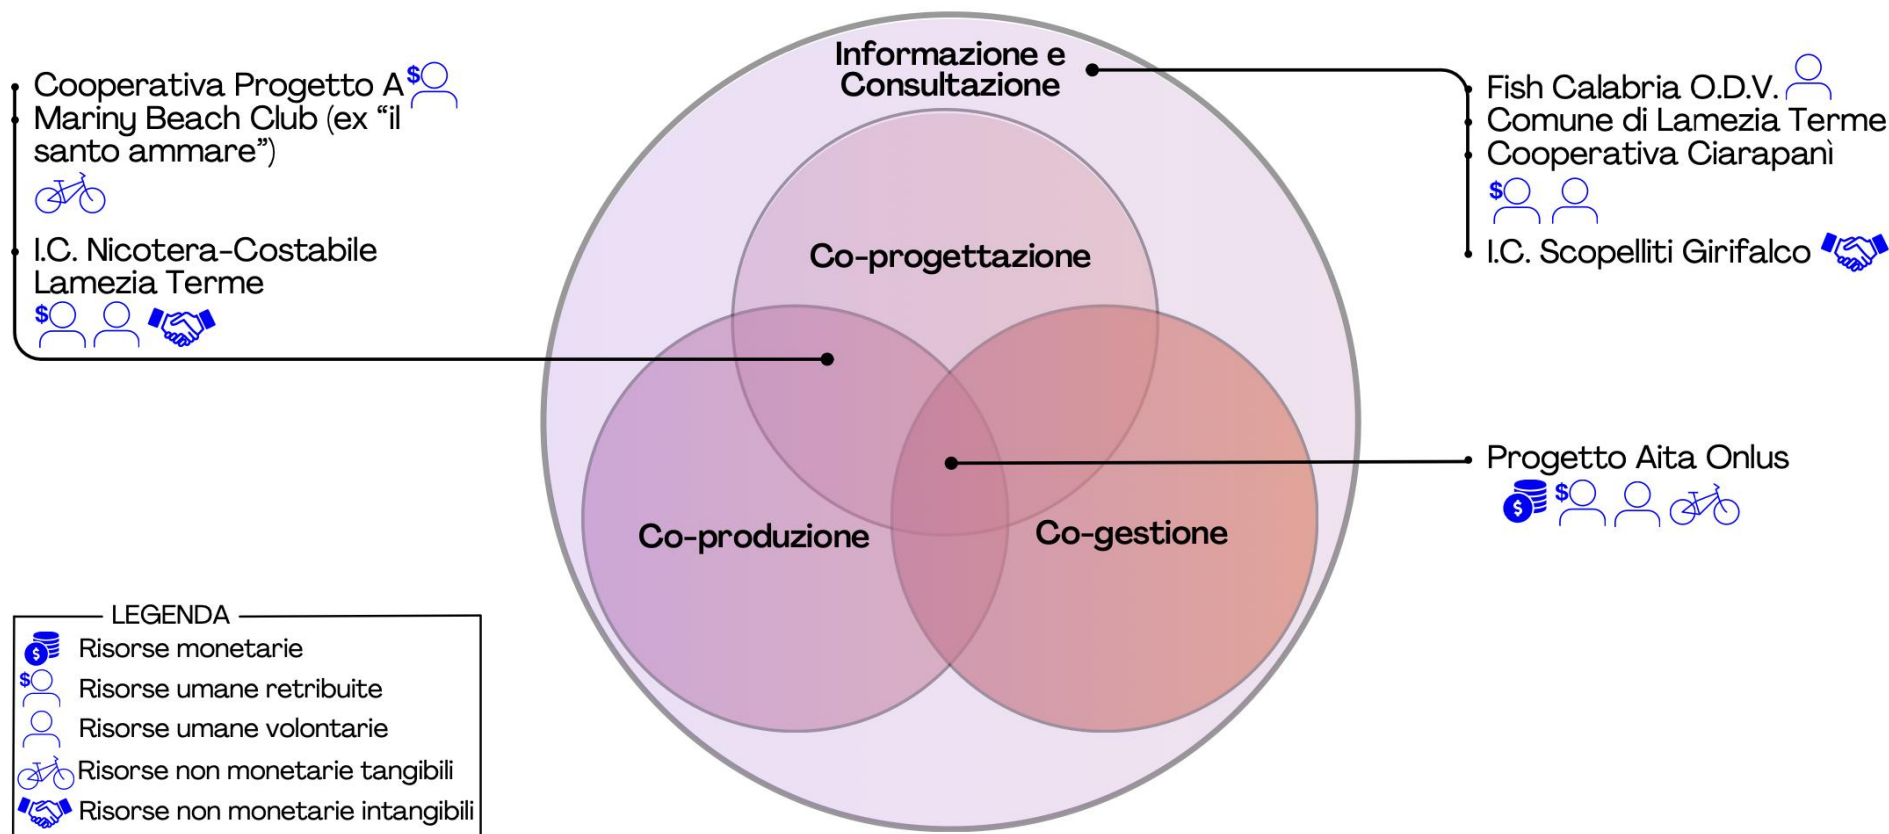 Informazione e
Consultazione
Cooperativa Progetto A
Mariny Beach Club (ex “il
santo ammare”)
I.C. Nicotera-Costabile
Lamezia Terme
Fish Calabria O.D.V.
Comune di Lamezia Terme
Cooperativa Ciarapanì
I.C. Scopelliti Girifalco
Co-progettazione
Progetto Aita Onlus
Co-produzione
Co-gestione
LEGENDA
Risorse monetarie
Risorse umane retribuite
Risorse umane volontarie
Risorse non monetarie tangibili
Risorse non monetarie intangibili